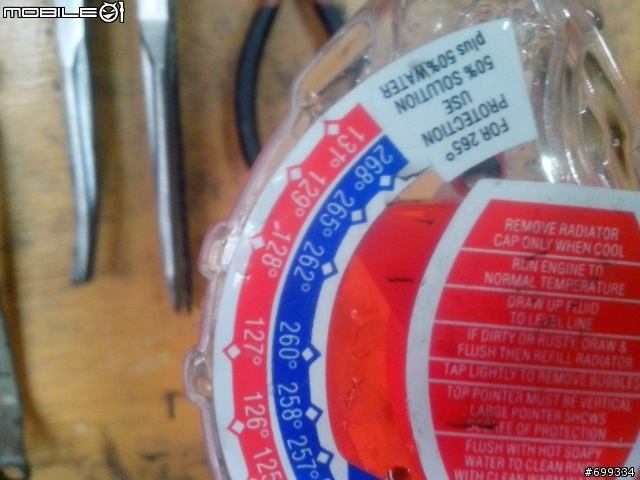 MOBILE01
FOR 265°
PROTECTION
USE
50% SOLUTION
plus 50% WATER
131° 129° 128° 127° 126° 125
268° 265° 262° 260° 258° 257°
REMOVE RADIATOR
CAP ONLY WHEN COOL
RUN ENGINE TO
NORMAL TEMPERATURE
DRAW UP FLUID
TO LEVEL LINE
IF DIRTY OR RUSTY, DRAW &
FLUSH THEN REFILL RADIATOR
TAP LIGHTLY TO REMOVE BUBBLES
TOP POINTER MUST BE VERTICAL
LARGE POINTER SHOWS
OF PROTECTION
FLUSH WITH HOT SOAPY
WATER TO CLEAN
WITH CLEAN
#699334